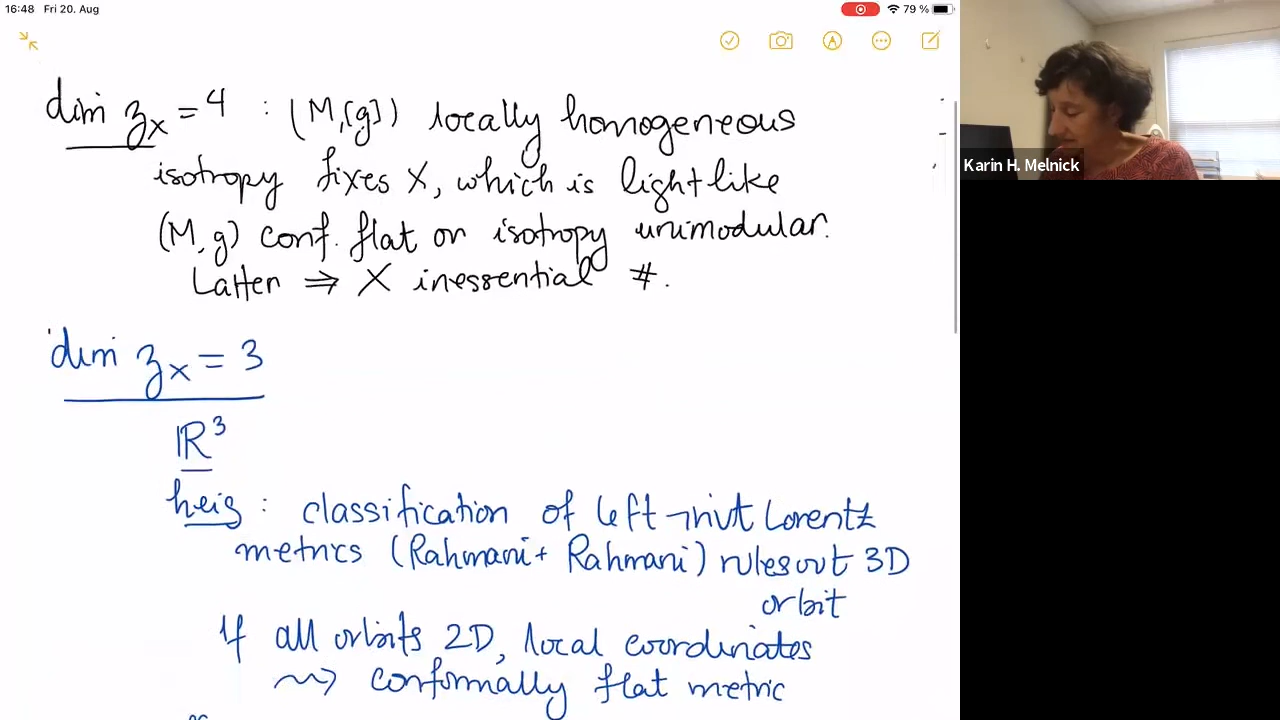 16:48 Fri 20. Aug
79 %
dim z_x = 4 : (M,[g]) locally homogeneous
isotropy fixes X, which is lightlike
(M, g) conf. flat or isotropy unimodular.
Latter ⇒ X inessential #.
dim z_x = 3
ℝ³
heis : classification of left-invt Lorentz
metrics (Rahmani + Rahmani) rules out 3D
orbit
If all orbits 2D, local coordinates
⇝ conformally flat metric
Karin H. Melnick